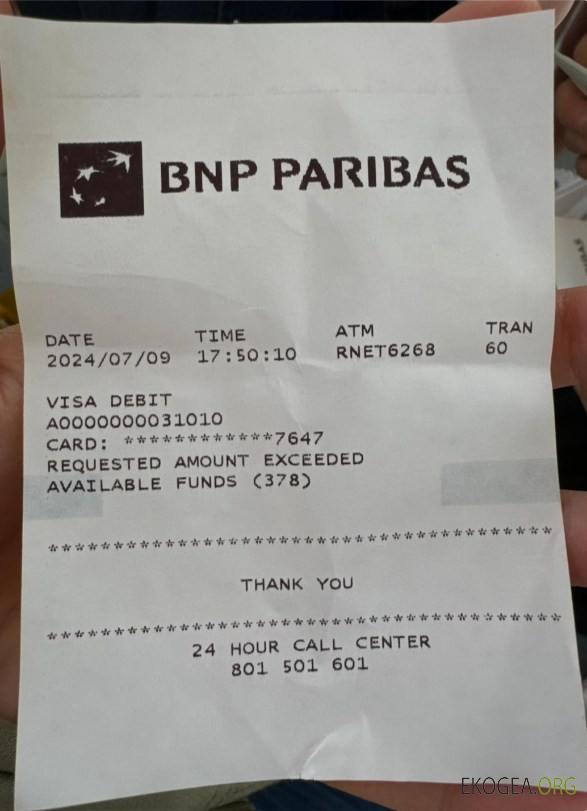 BNP PARIBAS
DATE TIME ATM TRAN
2024/07/09 17:50:10 RNET6268 60
VISA DEBIT
A0000000031010
CARD: ************7647
REQUESTED AMOUNT EXCEEDED
AVAILABLE FUNDS (378)
***************************************
THANK YOU
***************************************
24 HOUR CALL CENTER
801 501 601
EKOGEA.ORG